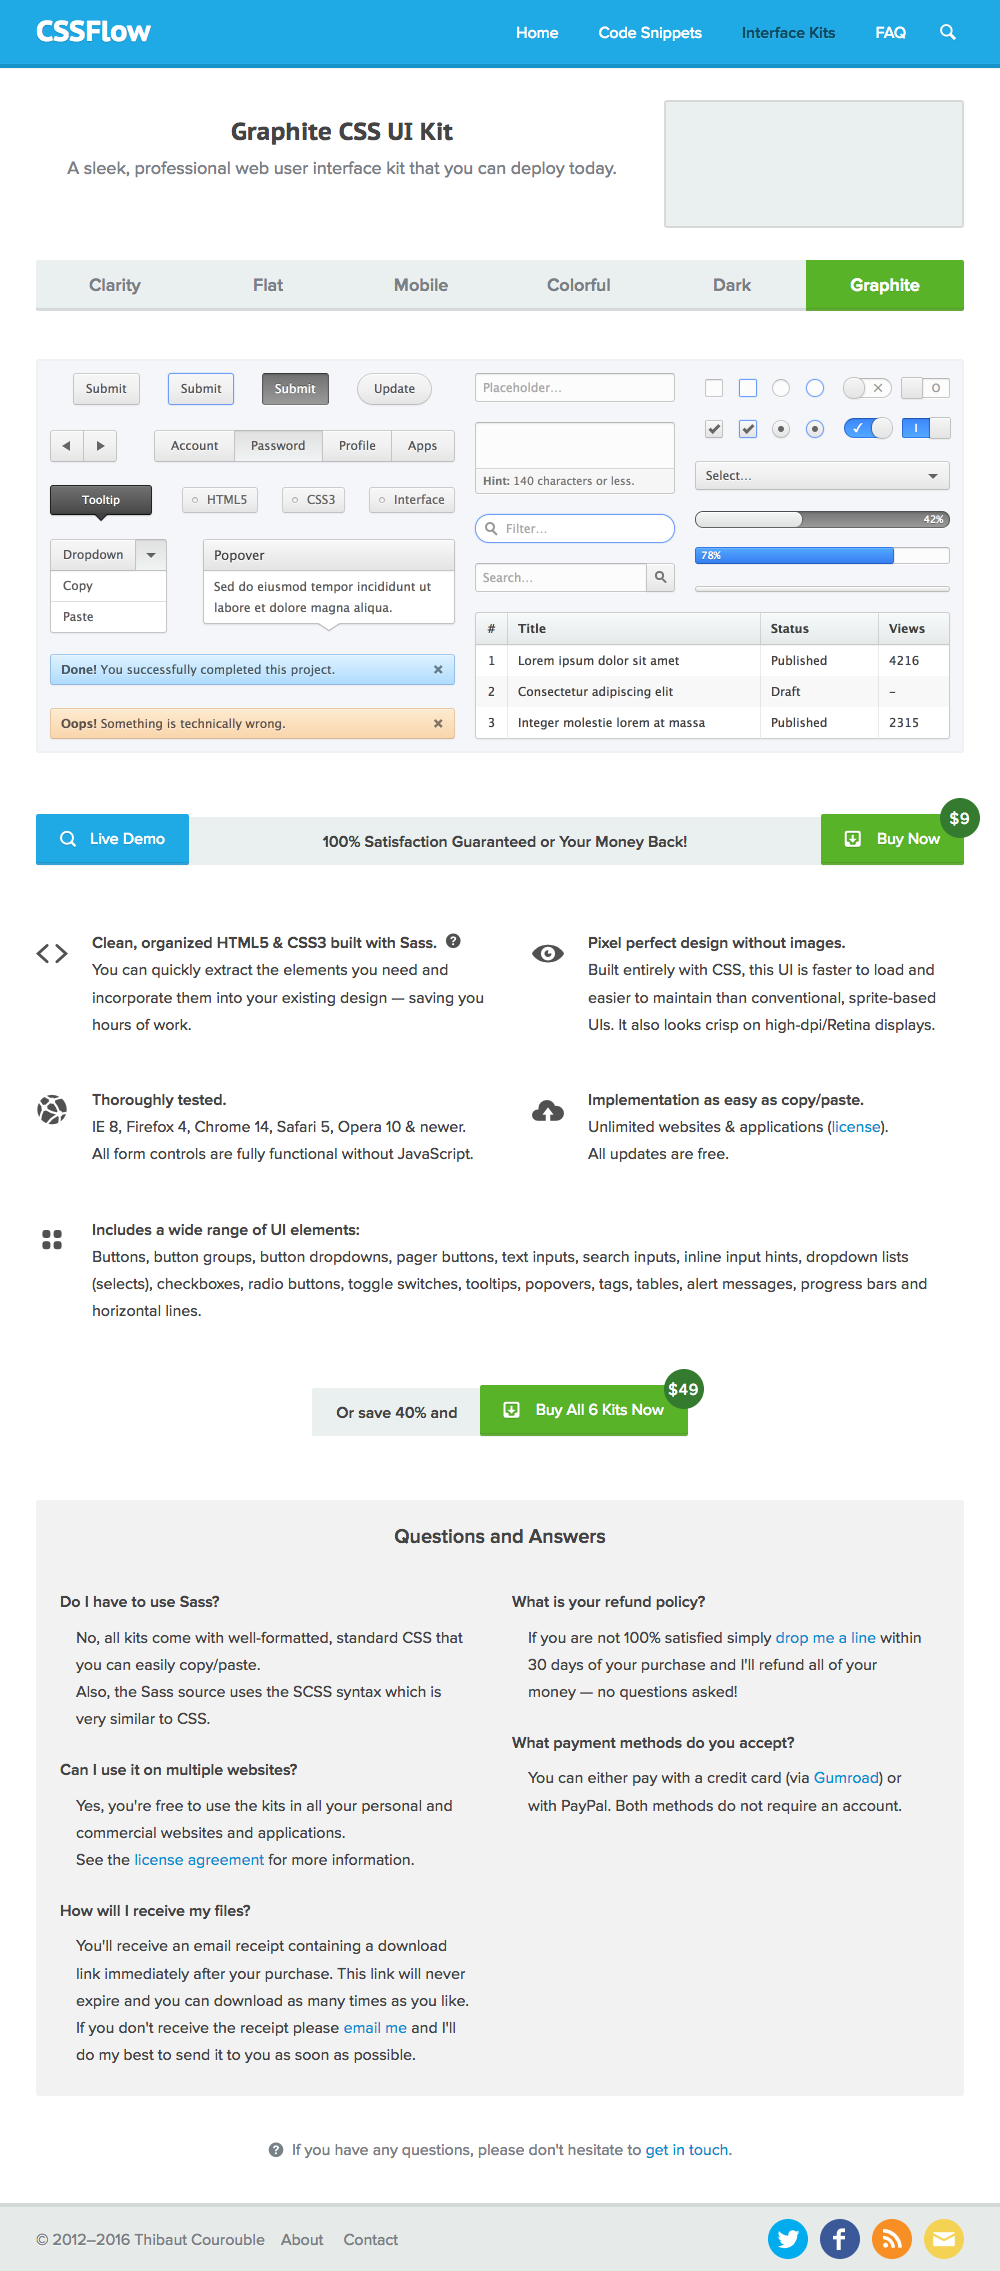 CSSFlow
Home
Code Snippets
Interface Kits
FAQ
Graphite CSS UI Kit
A sleek, professional web user interface kit that you can deploy today.
Clarity
Flat
Mobile
Colorful
Dark
Graphite
Submit
Submit
Submit
Update
Account
Password
Profile
Apps
Tooltip
HTML5
CSS3
Interface
Dropdown
Copy
Paste
Popover
Sed do eiusmod tempor incididunt ut
labore et dolore magna aliqua.
Done! You successfully completed this project.
Oops! Something is technically wrong.
Placeholder...
Hint: 140 characters or less.
Filter...
Search...
O
I
Select...
42%
78%
# Title Status Views
1 Lorem ipsum dolor sit amet Published 4216
2 Consectetur adipiscing elit Draft –
3 Integer molestie lorem at massa Published 2315
Live Demo
100% Satisfaction Guaranteed or Your Money Back!
Buy Now
$9
Clean, organized HTML5 & CSS3 built with Sass.
You can quickly extract the elements you need and
incorporate them into your existing design — saving you
hours of work.
Pixel perfect design without images.
Built entirely with CSS, this UI is faster to load and
easier to maintain than conventional, sprite-based
UIs. It also looks crisp on high-dpi/Retina displays.
Thoroughly tested.
IE 8, Firefox 4, Chrome 14, Safari 5, Opera 10 & newer.
All form controls are fully functional without JavaScript.
Implementation as easy as copy/paste.
Unlimited websites & applications (license).
All updates are free.
Includes a wide range of UI elements:
Buttons, button groups, button dropdowns, pager buttons, text inputs, search inputs, inline input hints, dropdown lists
(selects), checkboxes, radio buttons, toggle switches, tooltips, popovers, tags, tables, alert messages, progress bars and
horizontal lines.
Or save 40% and
Buy All 6 Kits Now
$49
Questions and Answers
Do I have to use Sass?
No, all kits come with well-formatted, standard CSS that
you can easily copy/paste.
Also, the Sass source uses the SCSS syntax which is
very similar to CSS.
Can I use it on multiple websites?
Yes, you're free to use the kits in all your personal and
commercial websites and applications.
See the license agreement for more information.
How will I receive my files?
You'll receive an email receipt containing a download
link immediately after your purchase. This link will never
expire and you can download as many times as you like.
If you don't receive the receipt please email me and I'll
do my best to send it to you as soon as possible.
What is your refund policy?
If you are not 100% satisfied simply drop me a line within
30 days of your purchase and I'll refund all of your
money — no questions asked!
What payment methods do you accept?
You can either pay with a credit card (via Gumroad) or
with PayPal. Both methods do not require an account.
If you have any questions, please don't hesitate to get in touch.
© 2012–2016 Thibaut Courouble
About
Contact